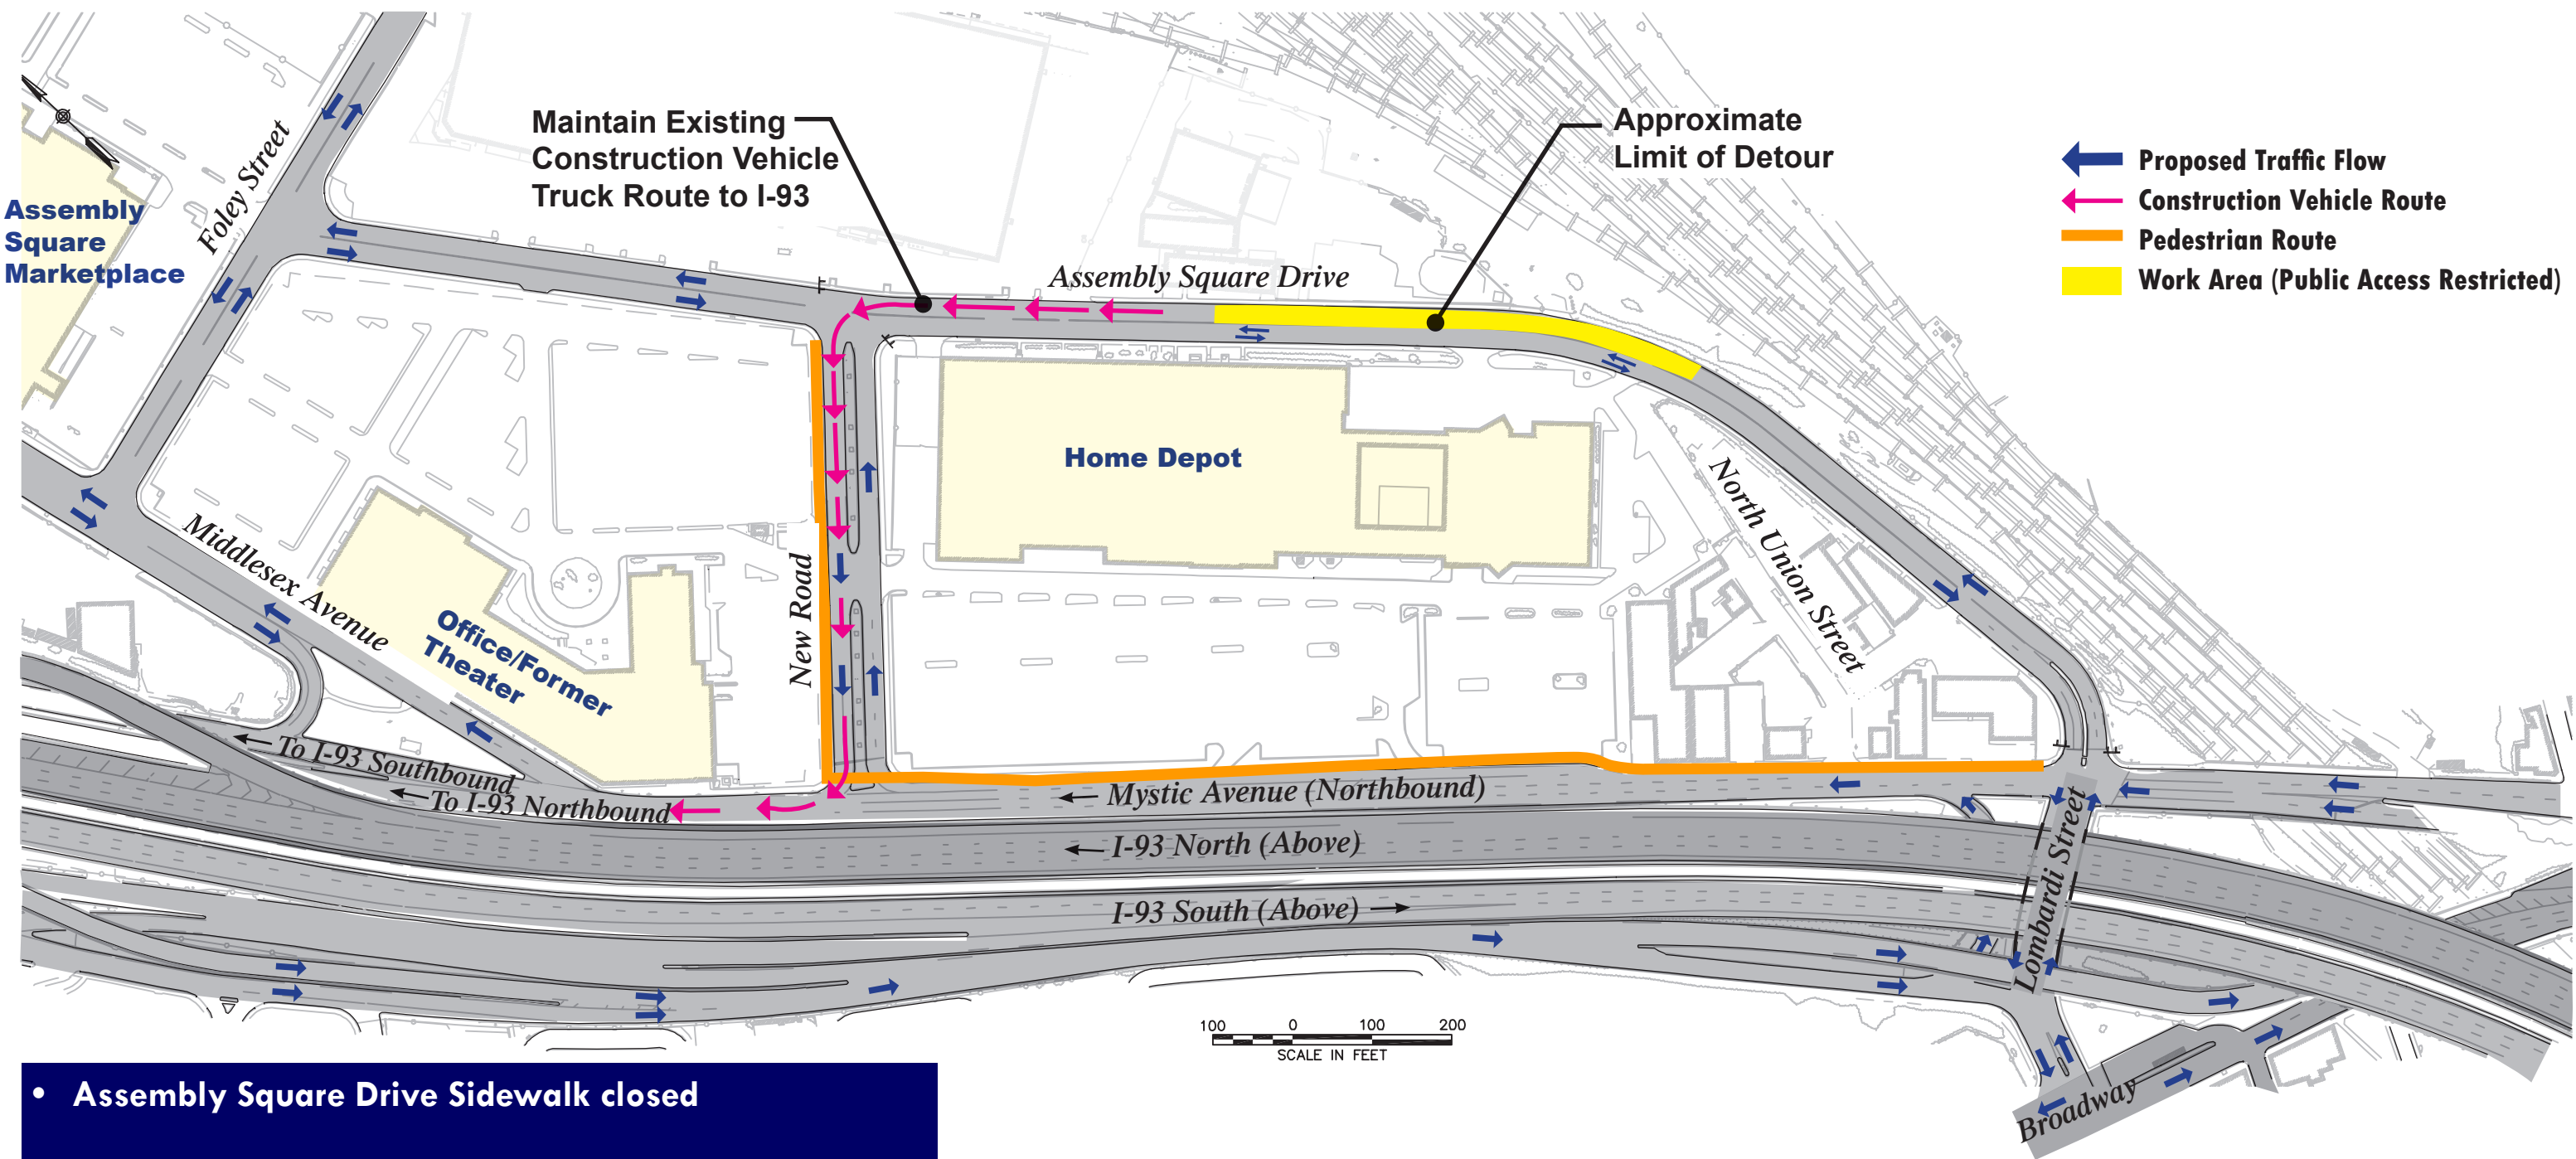 Maintain Existing
Construction Vehicle
Truck Route to I-93
Approximate
Limit of Detour
Proposed Traffic Flow
Construction Vehicle Route
Pedestrian Route
Work Area (Public Access Restricted)
Assembly
Square
Marketplace
Foley Street
Assembly Square Drive
Home Depot
North Union Street
Middlesex Avenue
Office/Former
Theater
New Road
To I-93 Southbound
To I-93 Northbound
Mystic Avenue (Northbound)
I-93 North (Above)
I-93 South (Above)
Lombardi Street
Broadway
100 0 100 200
SCALE IN FEET
• Assembly Square Drive Sidewalk closed